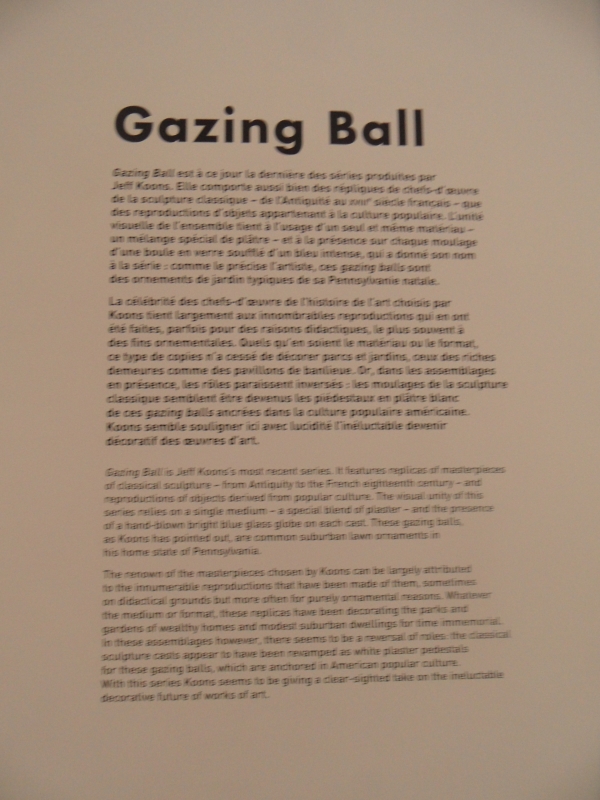 Gazing Ball
Gazing Ball est à ce jour la dernière des séries produites par
Jeff Koons. Elle comporte aussi bien des répliques de chefs-d'œuvre
de la sculpture classique – de l'Antiquité au XVIIIe siècle français – que
des reproductions d'objets appartenant à la culture populaire. L'unité
visuelle de l'ensemble tient à l'usage d'un seul et même matériau –
un mélange spécial de plâtre – et à la présence sur chaque moulage
d'une boule en verre soufflé d'un bleu intense, qui a donné son nom
à la série : comme le précise l'artiste, ces gazing balls sont
des ornements de jardin typiques de sa Pennsylvanie natale.
La célébrité des chefs-d'œuvre de l'histoire de l'art choisis par
Koons tient largement aux innombrables reproductions qui en ont
été faites, parfois pour des raisons didactiques, le plus souvent à
des fins ornementales. Quels qu'en soient le matériau ou le format,
ce type de copies n'a cessé de décorer parcs et jardins, ceux des riches
demeures comme des pavillons de banlieue. Or, dans les assemblages
en présence, les rôles paraissent inversés : les moulages de la sculpture
classique semblent être devenus les piédestaux en plâtre blanc
de ces gazing balls ancrées dans la culture populaire américaine.
Koons semble souligner ici avec lucidité l'inéluctable devenir
décoratif des œuvres d'art.
Gazing Ball is Jeff Koons's most recent series. It features replicas of masterpieces
of classical sculpture – from Antiquity to the French eighteenth century – and
reproductions of objects derived from popular culture. The visual unity of this
series relies on a single medium – a special blend of plaster – and the presence
of a hand-blown bright blue glass globe on each cast. These gazing balls,
as Koons has pointed out, are common suburban lawn ornaments in
his home state of Pennsylvania.
The renown of the masterpieces chosen by Koons can be largely attributed
to the innumerable reproductions that have been made of them, sometimes
on didactical grounds but more often for purely ornamental reasons. Whatever
the medium or format, these replicas have been decorating the parks and
gardens of wealthy homes and modest suburban dwellings for time immemorial.
In these assemblages however, there seems to be a reversal of roles: the classical
sculpture casts appear to have been revamped as white plaster pedestals
for these gazing balls, which are anchored in American popular culture.
With this series Koons seems to be giving a clear-sighted take on the ineluctable
decorative future of works of art.